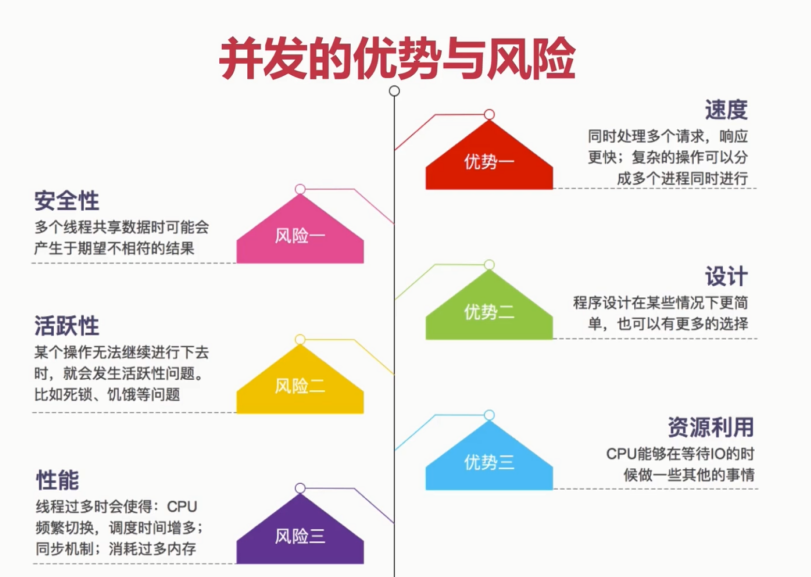 并发的优势与风险
速度
同时处理多个请求，响应
更快；复杂的操作可以分
成多个进程同时进行
优势一
安全性
多个线程共享数据时可能会
产生于期望不相符的结果
风险一
设计
程序设计在某些情况下更简
单，也可以有更多的选择
优势二
活跃性
某个操作无法继续进行下去
时，就会发生活跃性问题。
比如死锁、饥饿等问题
风险二
资源利用
CPU能够在等待IO的时
候做一些其他的事情
优势三
性能
线程过多时会使得：CPU
频繁切换，调度时间增多；
同步机制；消耗过多内存
风险三